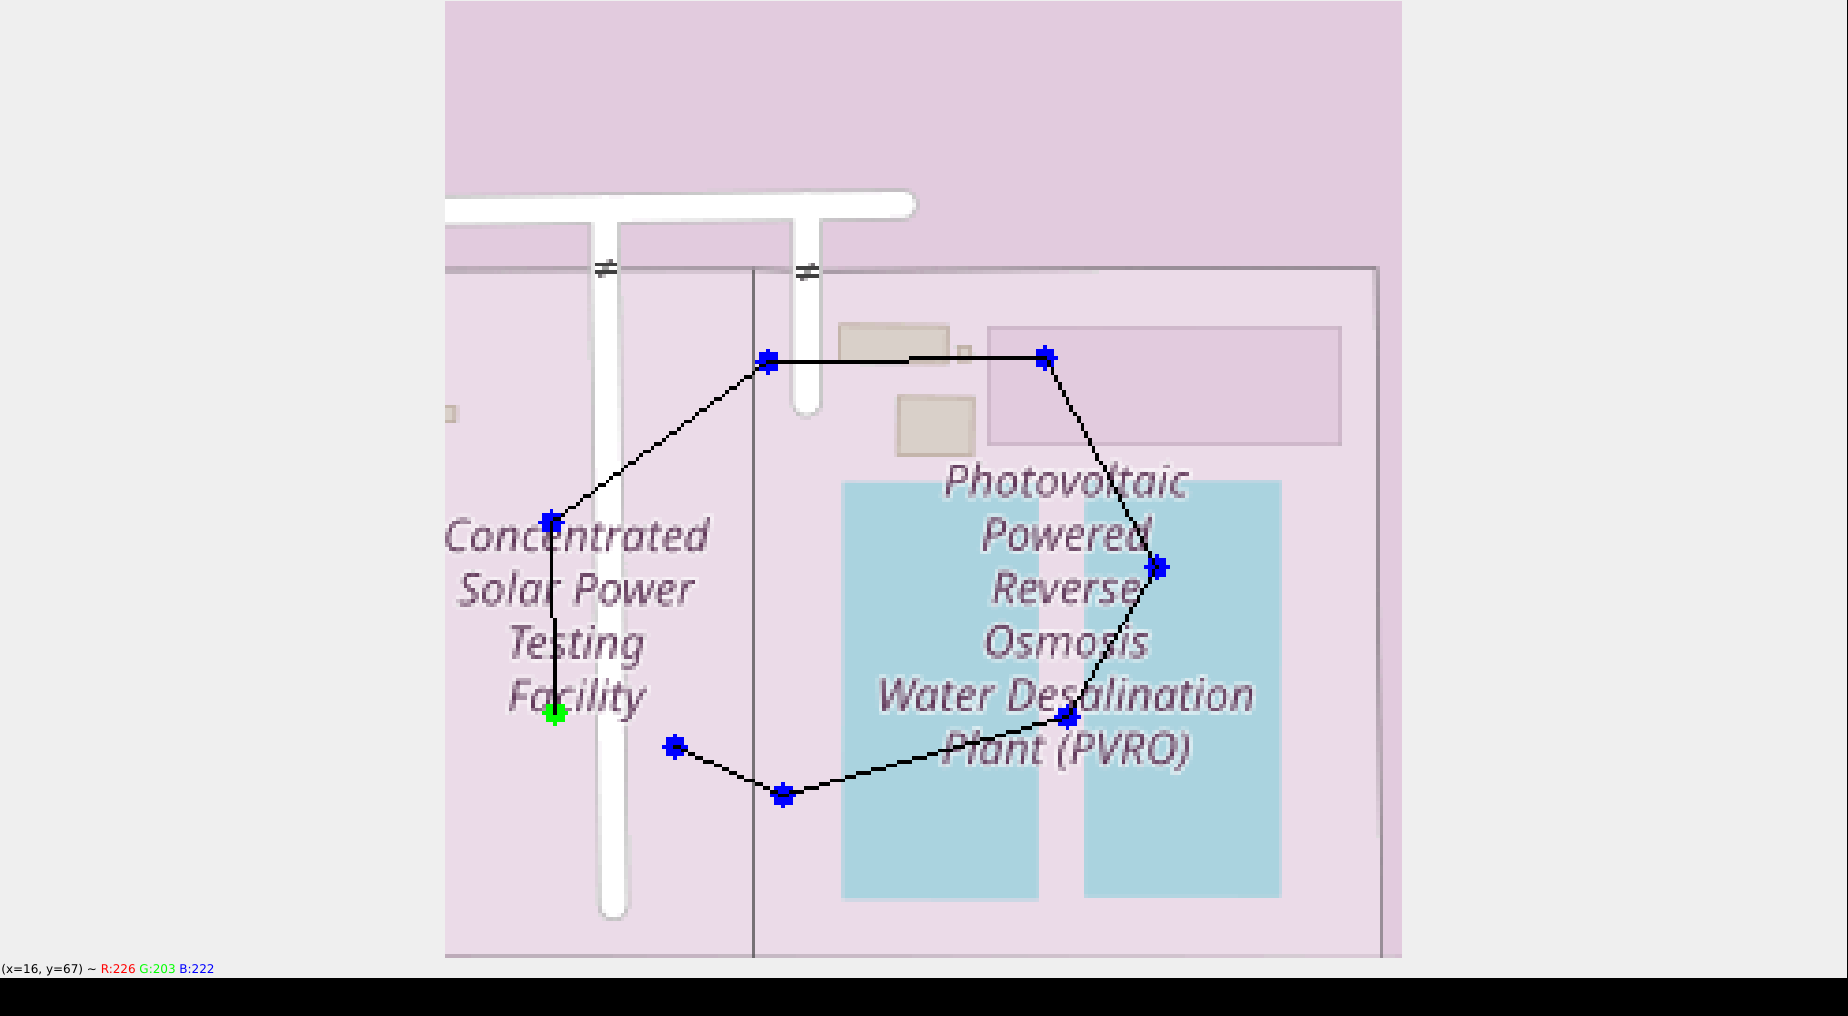 Concentrated
Solar Power
Testing
Facility
Photovoltaic
Powered
Reverse
Osmosis
Water Desalination
Plant (PVRO)
(x=16, y=67) ~ R:226 G:203 B:222